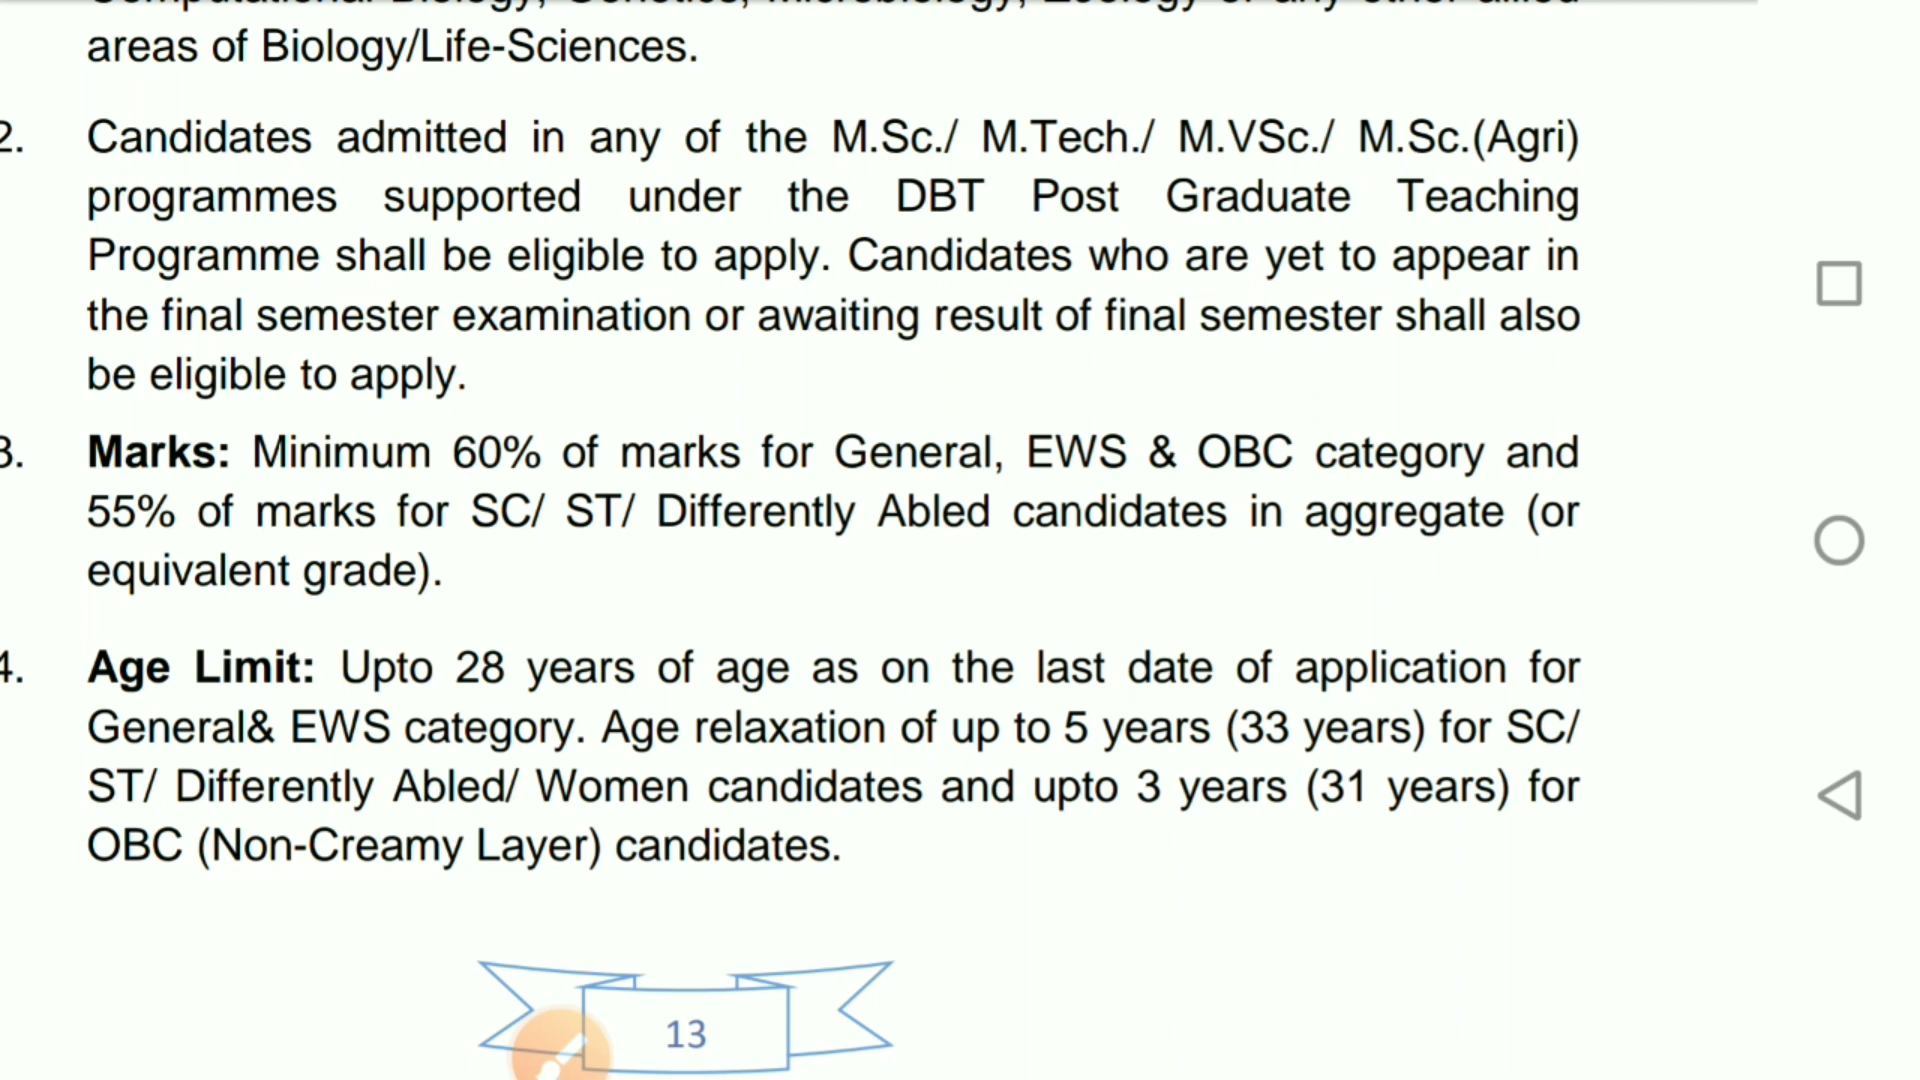 areas of Biology/Life-Sciences.
2. Candidates admitted in any of the M.Sc./ M.Tech./ M.VSc./ M.Sc.(Agri)
programmes supported under the DBT Post Graduate Teaching
Programme shall be eligible to apply. Candidates who are yet to appear in
the final semester examination or awaiting result of final semester shall also
be eligible to apply.
3. Marks: Minimum 60% of marks for General, EWS & OBC category and
55% of marks for SC/ ST/ Differently Abled candidates in aggregate (or
equivalent grade).
4. Age Limit: Upto 28 years of age as on the last date of application for
General& EWS category. Age relaxation of up to 5 years (33 years) for SC/
ST/ Differently Abled/ Women candidates and upto 3 years (31 years) for
OBC (Non-Creamy Layer) candidates.
13